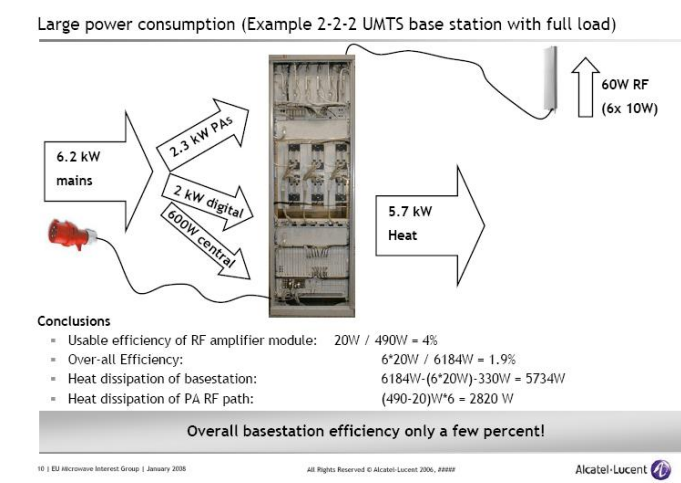 Large power consumption (Example 2-2-2 UMTS base station with full load)
60W RF
(6x 10W)
2.3 kW PAs
6.2 kW
mains
2 kW digital
600W central
5.7 kW
Heat
Conclusions
Usable efficiency of RF amplifier module: 20W / 490W = 4%
Over-all Efficiency: 6*20W / 6184W = 1.9%
Heat dissipation of basestation: 6184W-(6*20W)-330W = 5734W
Heat dissipation of PA RF path: (490-20)W*6 = 2820 W
Overall basestation efficiency only a few percent!
10 | EU Microwave Interest Group | January 2008
All Rights Reserved © Alcatel-Lucent 2006, #####
Alcatel-Lucent